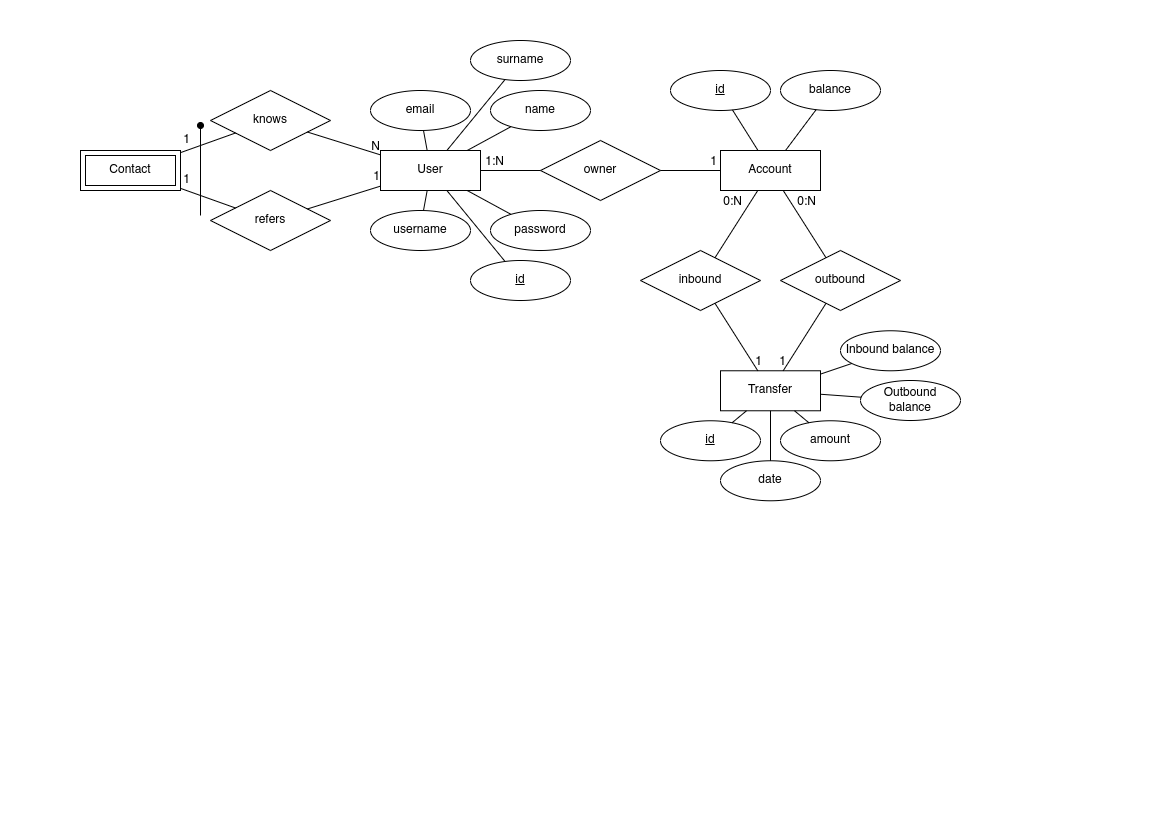 surname
id
balance
email
name
knows
1
N
1:N
owner
1
Contact
User
Account
1
1
0:N
0:N
refers
username
password
id
inbound
outbound
Inbound balance
1
1
Transfer
Outbound
balance
id
amount
date